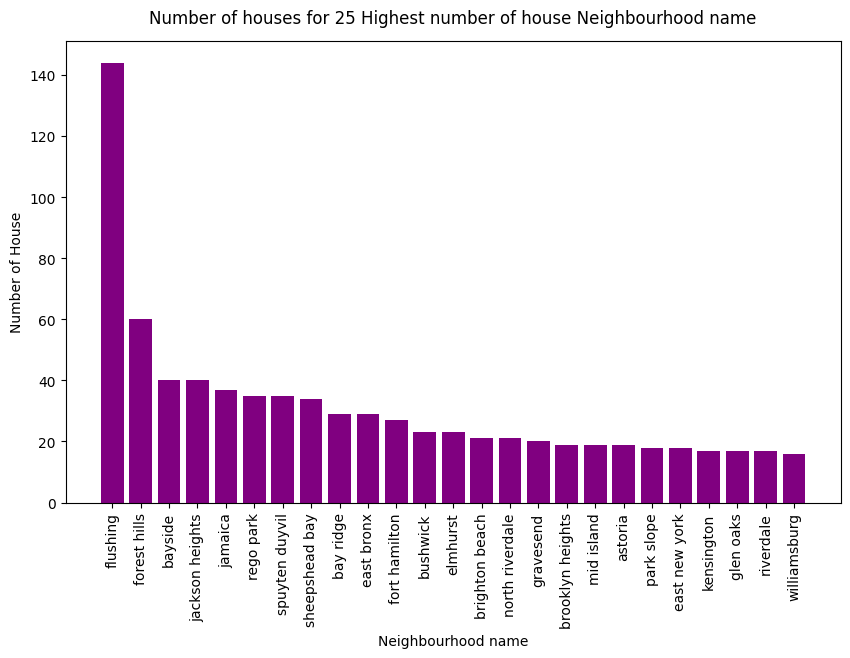 Number of houses for 25 Highest number of house Neighbourhood name
Number of House
140
120
100
80
60
40
20
0
flushing
forest hills
bayside
jackson heights
jamaica
rego park
spuyten duyvil
sheepshead bay
bay ridge
east bronx
fort hamilton
bushwick
elmhurst
brighton beach
north riverdale
gravesend
brooklyn heights
mid island
astoria
park slope
east new york
kensington
glen oaks
riverdale
williamsburg
Neighbourhood name